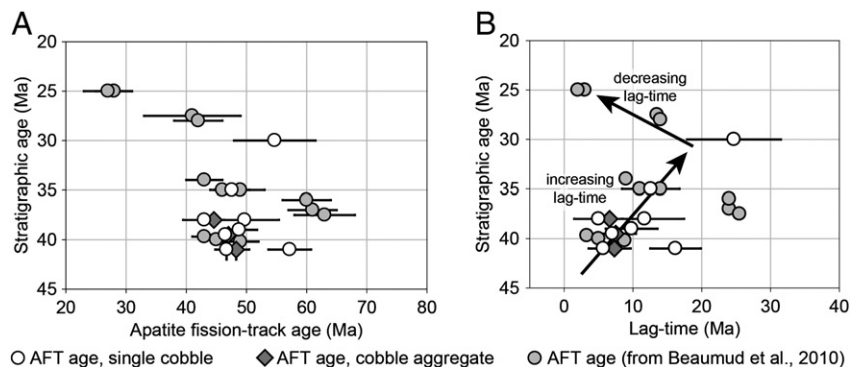 A
B
20
25
30
35
40
45
Stratigraphic age (Ma)
20 30 40 50 60 70 80
Apatite fission-track age (Ma)
20
25
30
35
40
45
Stratigraphic age (Ma)
decreasing
lag-time
increasing
lag-time
0 10 20 30 40
Lag-time (Ma)
AFT age, single cobble AFT age, cobble aggregate AFT age (from Beaumud et al., 2010)